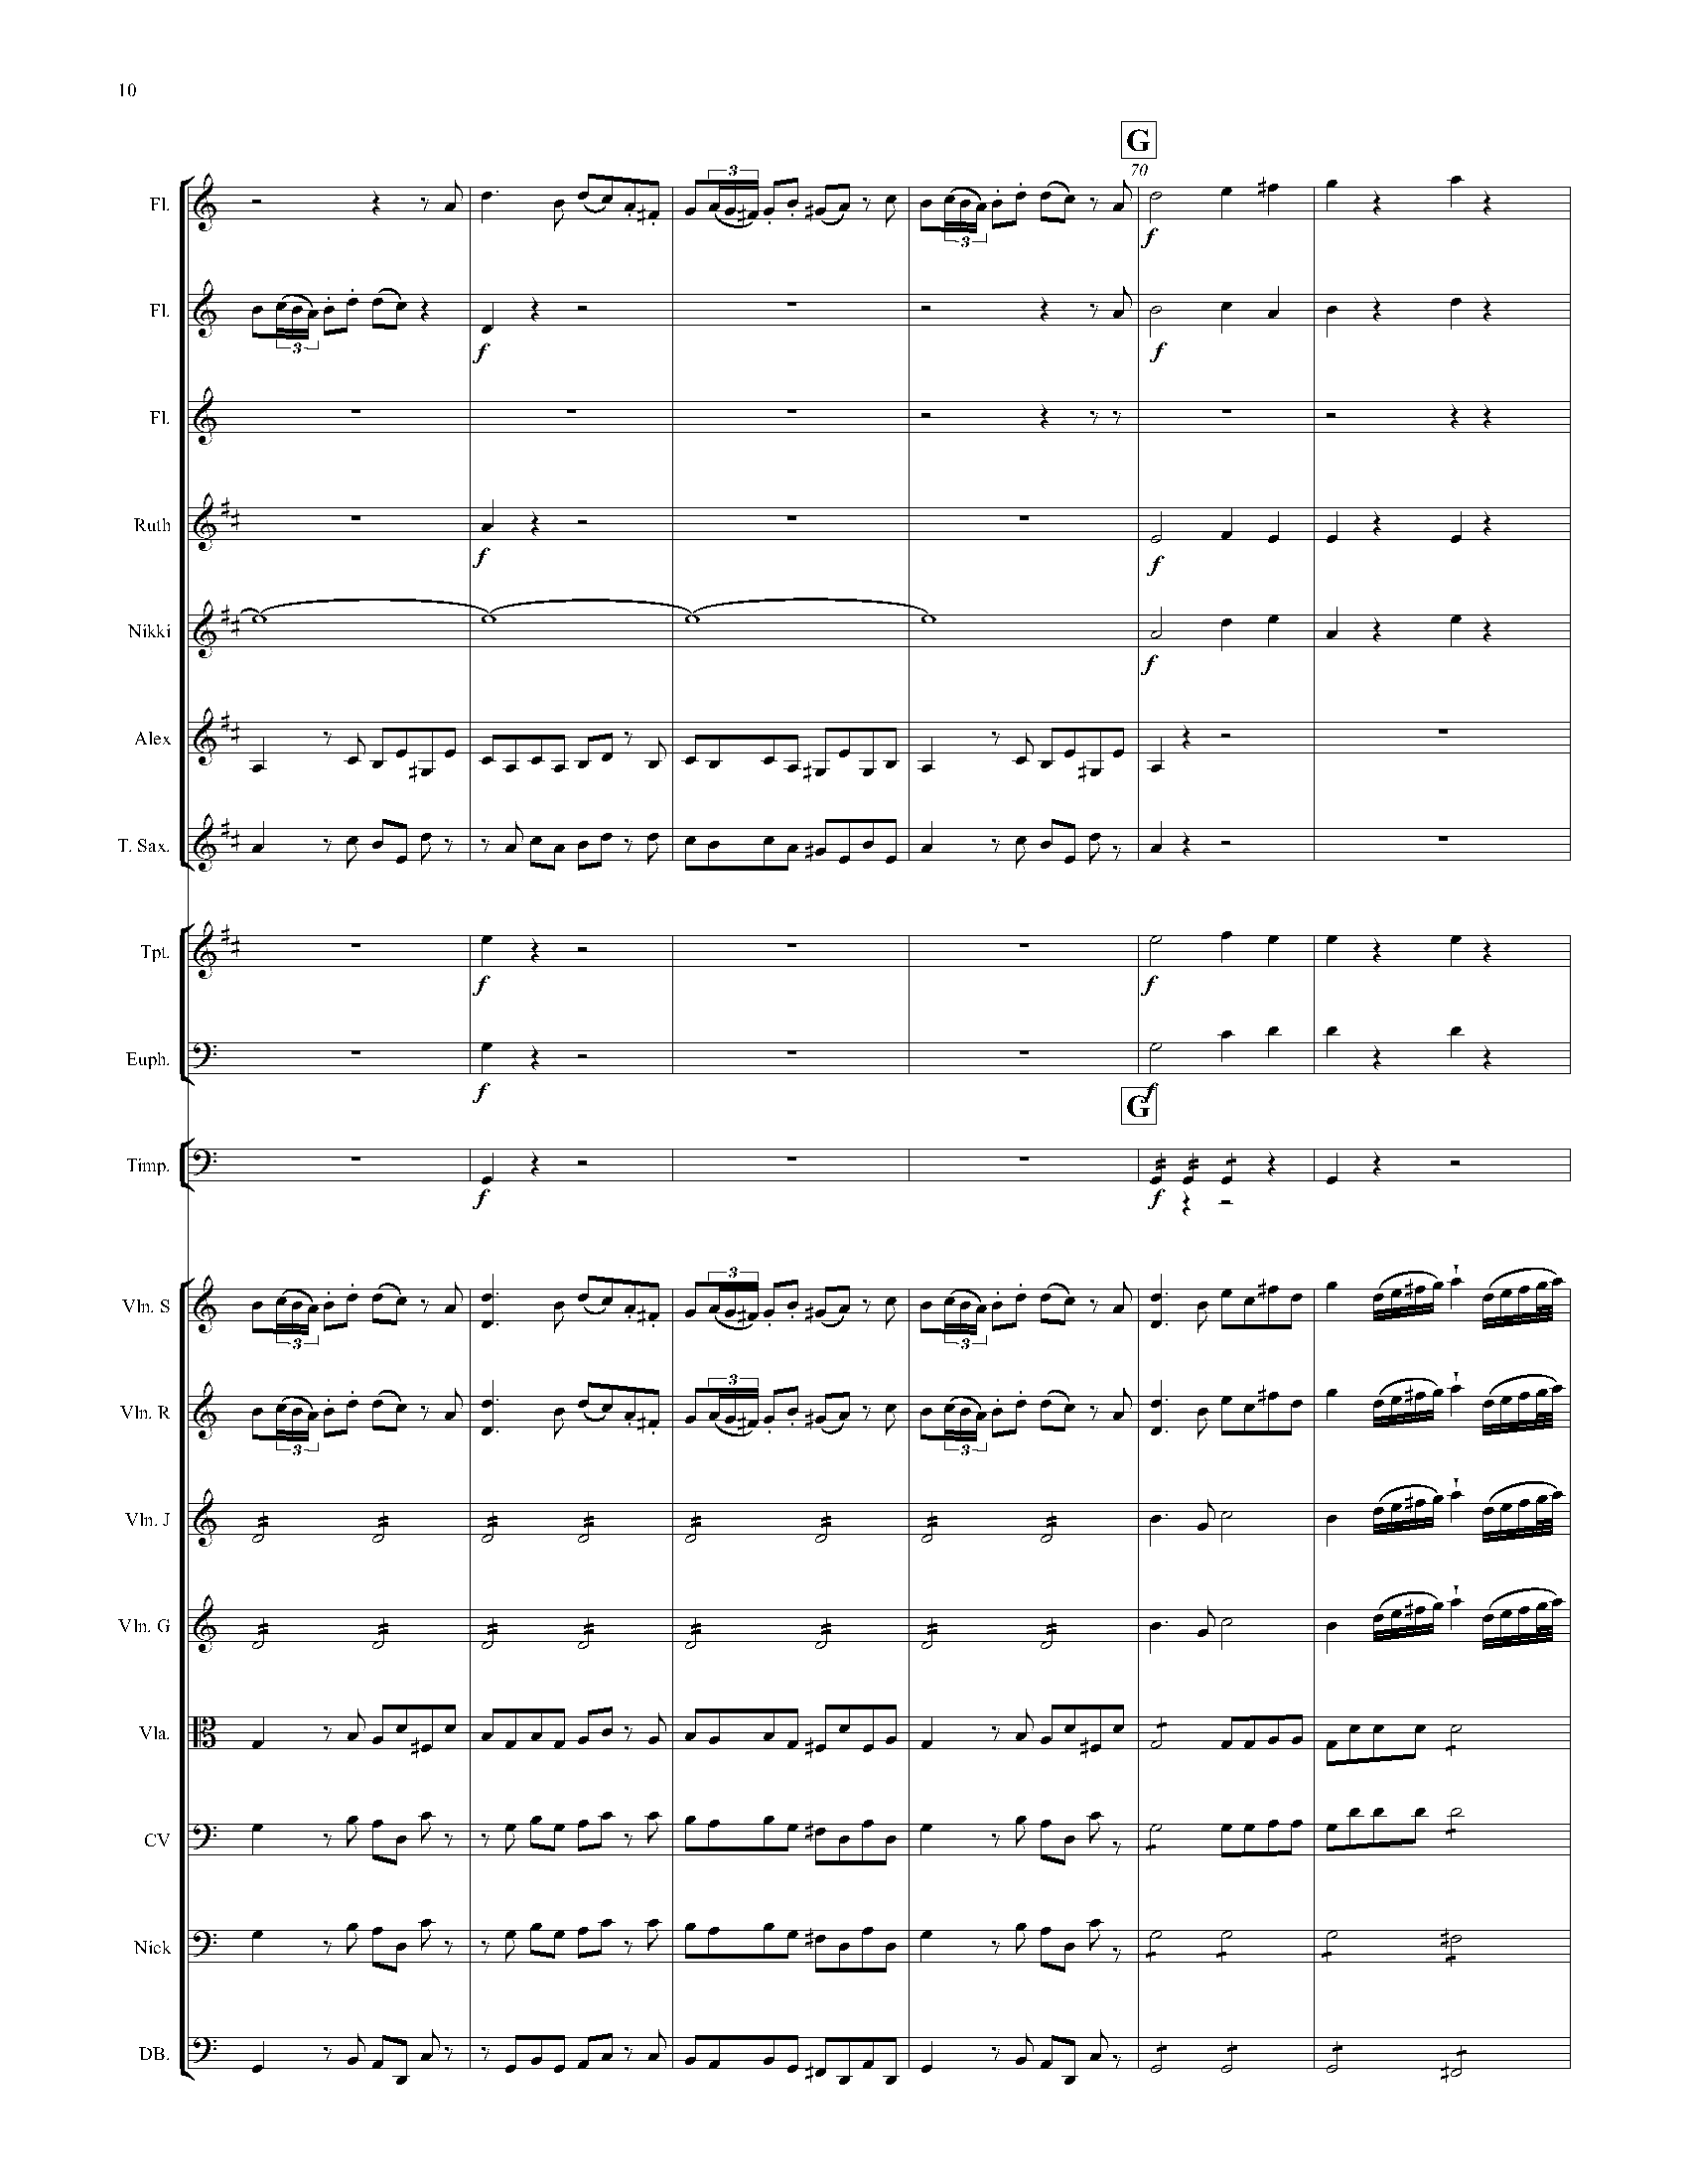 10
G
70
Fl.
3
3
f
Fl.
3
f
f
Fl.
Ruth
f
f
Nikki
f
Alex
T. Sax.
Tpt.
f
f
Euph.
f
f
G
Timp.
f
f
Vln. S
3
3
3
Vln. R
3
3
3
Vln. J
Vln. G
Vla.
CV
Nick
DB.